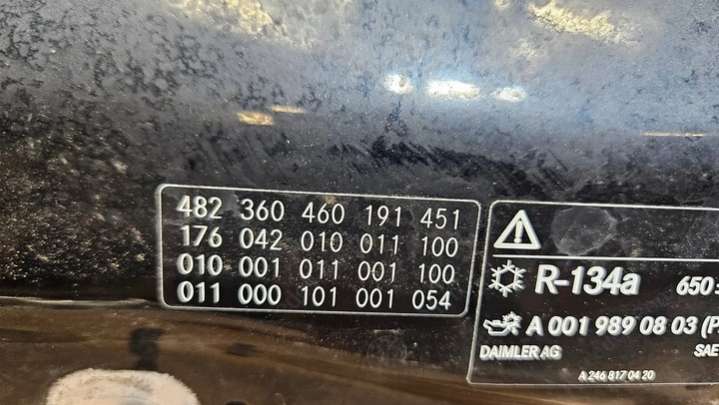 482 360 460 191 451
176 042 010 011 100
010 001 011 001 100
011 000 101 001 054
R-134a 650
A 001 989 08 03 (P
DAIMLER AG SAE
A 246 817 04 20